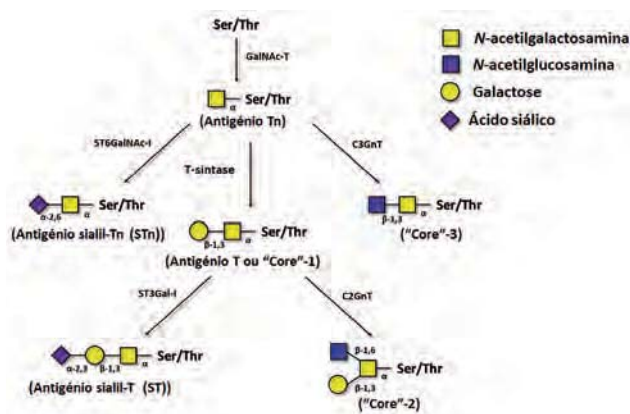 Ser/Thr
GalNAc-T
α
Ser/Thr
(Antigénio Tn)
N-acetilgalactosamina
N-acetilglucosamina
Galactose
Ácido siálico
ST6GalNAc-I
T-sintase
C3GnT
α-2,6
α
Ser/Thr
(Antigénio sialil-Tn (STn))
β-1,3
α
Ser/Thr
(Antigénio T ou “Core”-1)
β-1,3
α
Ser/Thr
(“Core”-3)
ST3Gal-I
C2GnT
α-2,3
β-1,3
α
Ser/Thr
(Antigénio sialil-T (ST))
β-1,6
β-1,3
α
Ser/Thr
(“Core”-2)